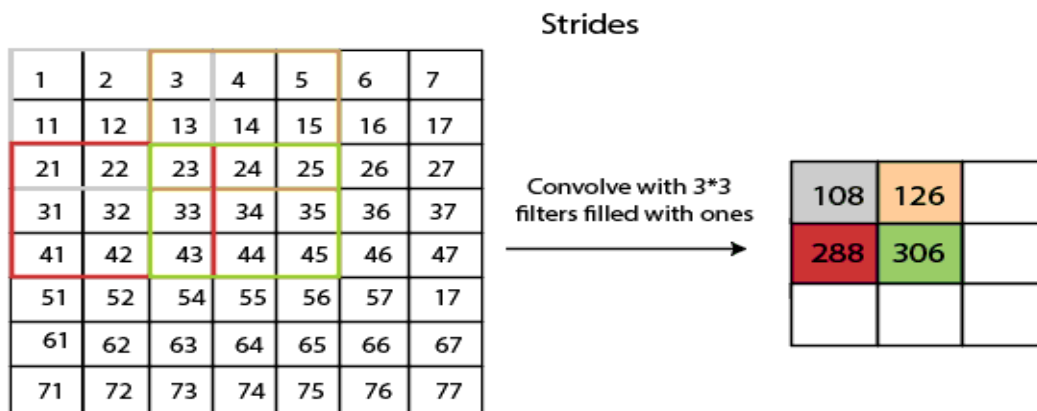 Strides
1 2 3 4 5 6 7
11 12 13 14 15 16 17
21 22 23 24 25 26 27
31 32 33 34 35 36 37
41 42 43 44 45 46 47
51 52 54 55 56 57 17
61 62 63 64 65 66 67
71 72 73 74 75 76 77
Convolve with 3*3
filters filled with ones
108 126
288 306